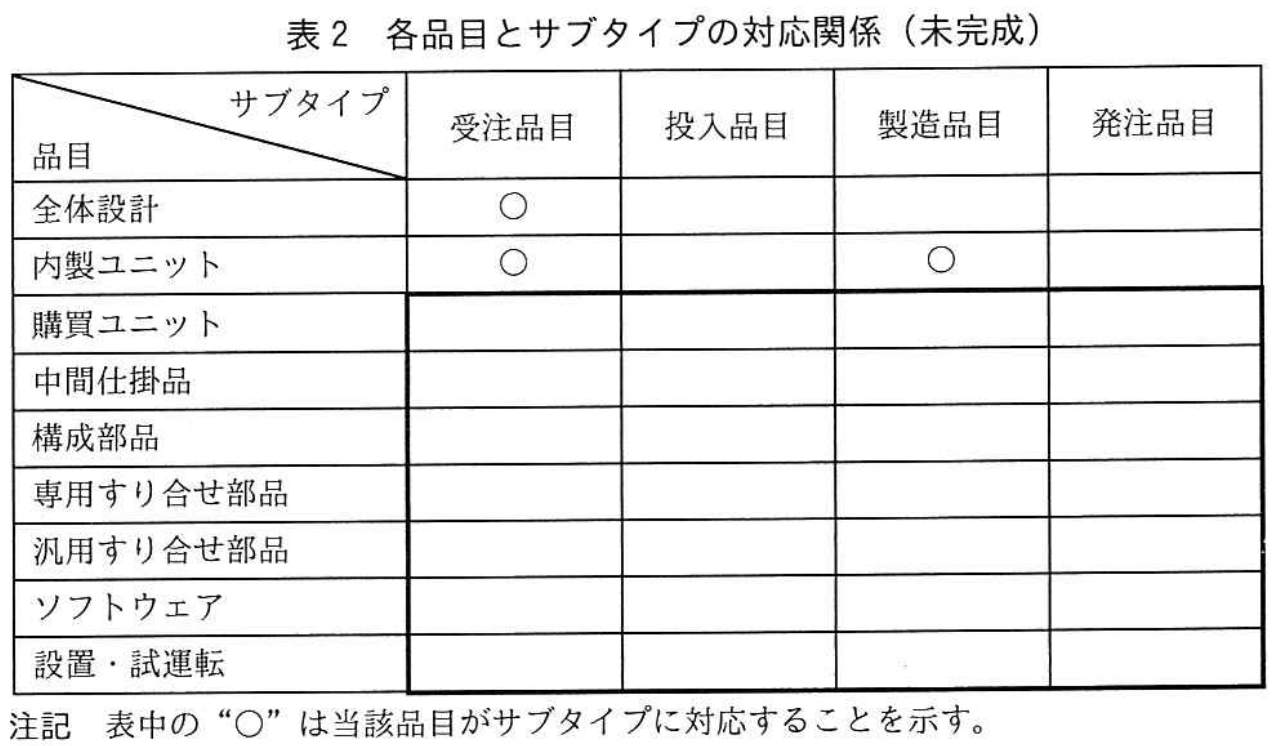 表2 各品目とサブタイプの対応関係（未完成）
サブタイプ
品目
受注品目 投入品目 製造品目 発注品目
全体設計 ○
内製ユニット ○ ○
購買ユニット
中間仕掛品
構成部品
専用すり合せ部品
汎用すり合せ部品
ソフトウェア
設置・試運転
注記 表中の“○”は当該品目がサブタイプに対応することを示す。